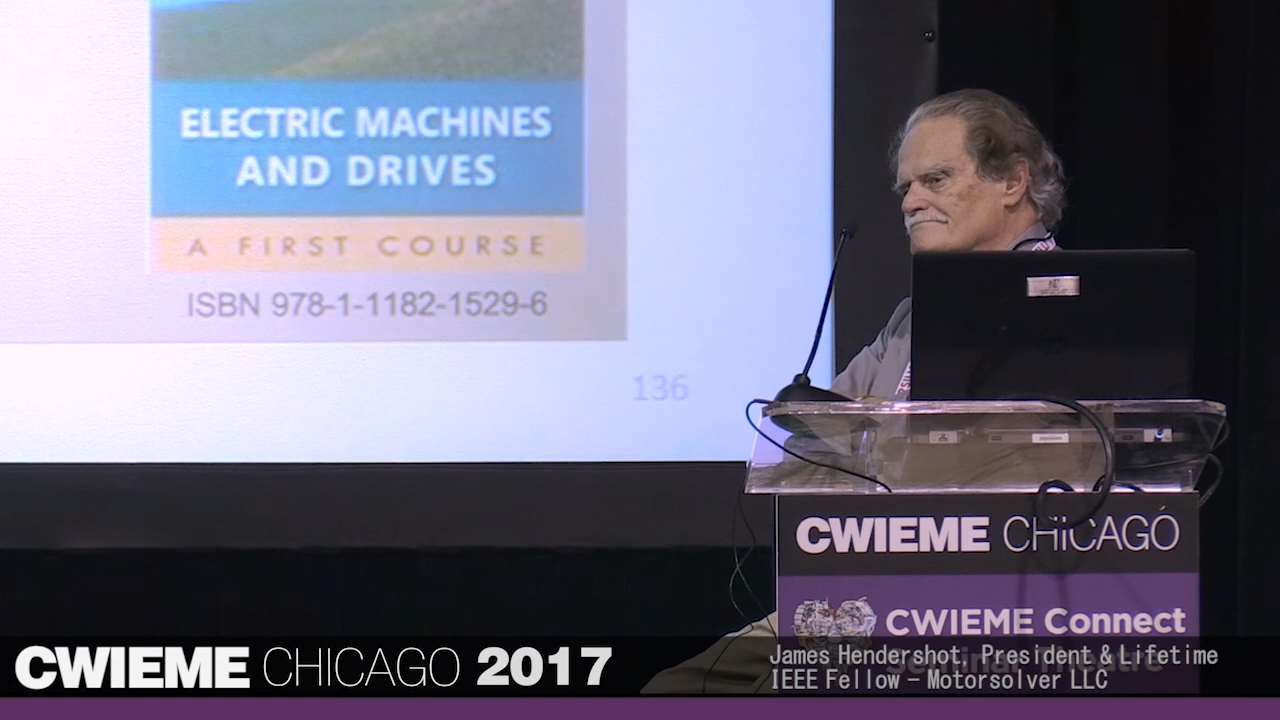 ELECTRIC MACHINES
AND DRIVES
A FIRST COURSE
ISBN 978-1-1182-1529-6
136
CWIEME CHICAGO
CWIEME Connect
Theatre
CWIEME CHICAGO 2017
James Hendershot, President & Lifetime
IEEE Fellow – Motorsolver LLC